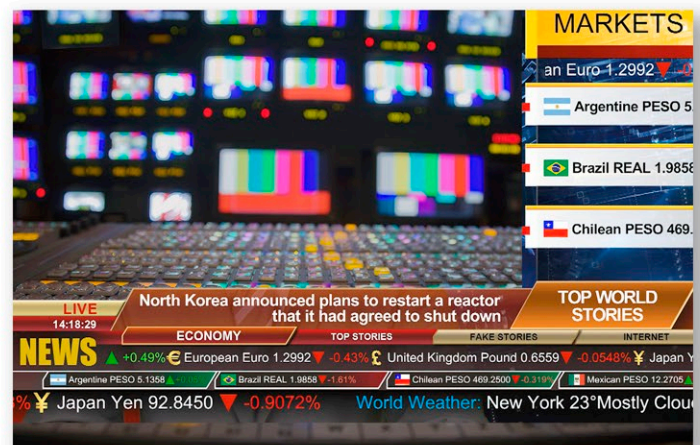 MARKETS
an Euro 1.2992
Argentine PESO 5
Brazil REAL 1.9858
Chilean PESO 469.
LIVE
14:18:29
North Korea announced plans to restart a reactor
that it had agreed to shut down
TOP WORLD
STORIES
ECONOMY TOP STORIES FAKE STORIES INTERNET
NEWS
+0.49% € European Euro 1.2992 -0.43% £ United Kingdom Pound 0.6559 -0.0548% ¥ Japan Y
Argentine PESO 5.1358 Brazil REAL 1.9858 -1.61% Chilean PESO 469.2500 -0.319% Mexican PESO 12.2705
% ¥ Japan Yen 92.8450 -0.9072% World Weather: New York 23°Mostly Clou